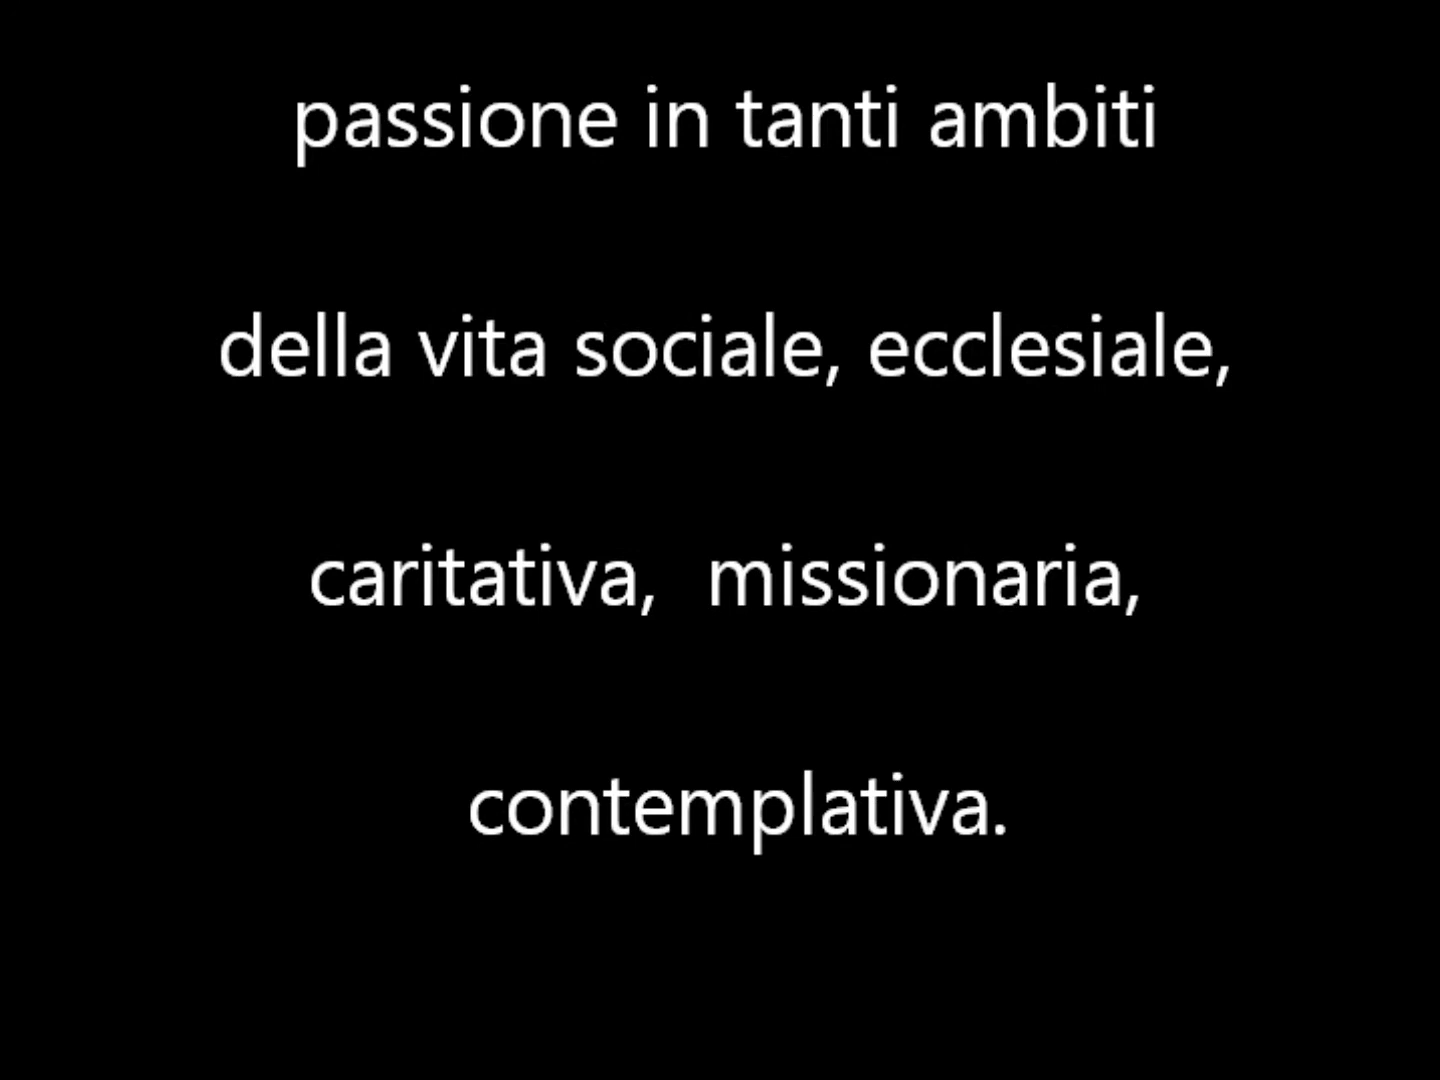 passione in tanti ambiti
della vita sociale, ecclesiale,
caritativa,  missionaria,
contemplativa.